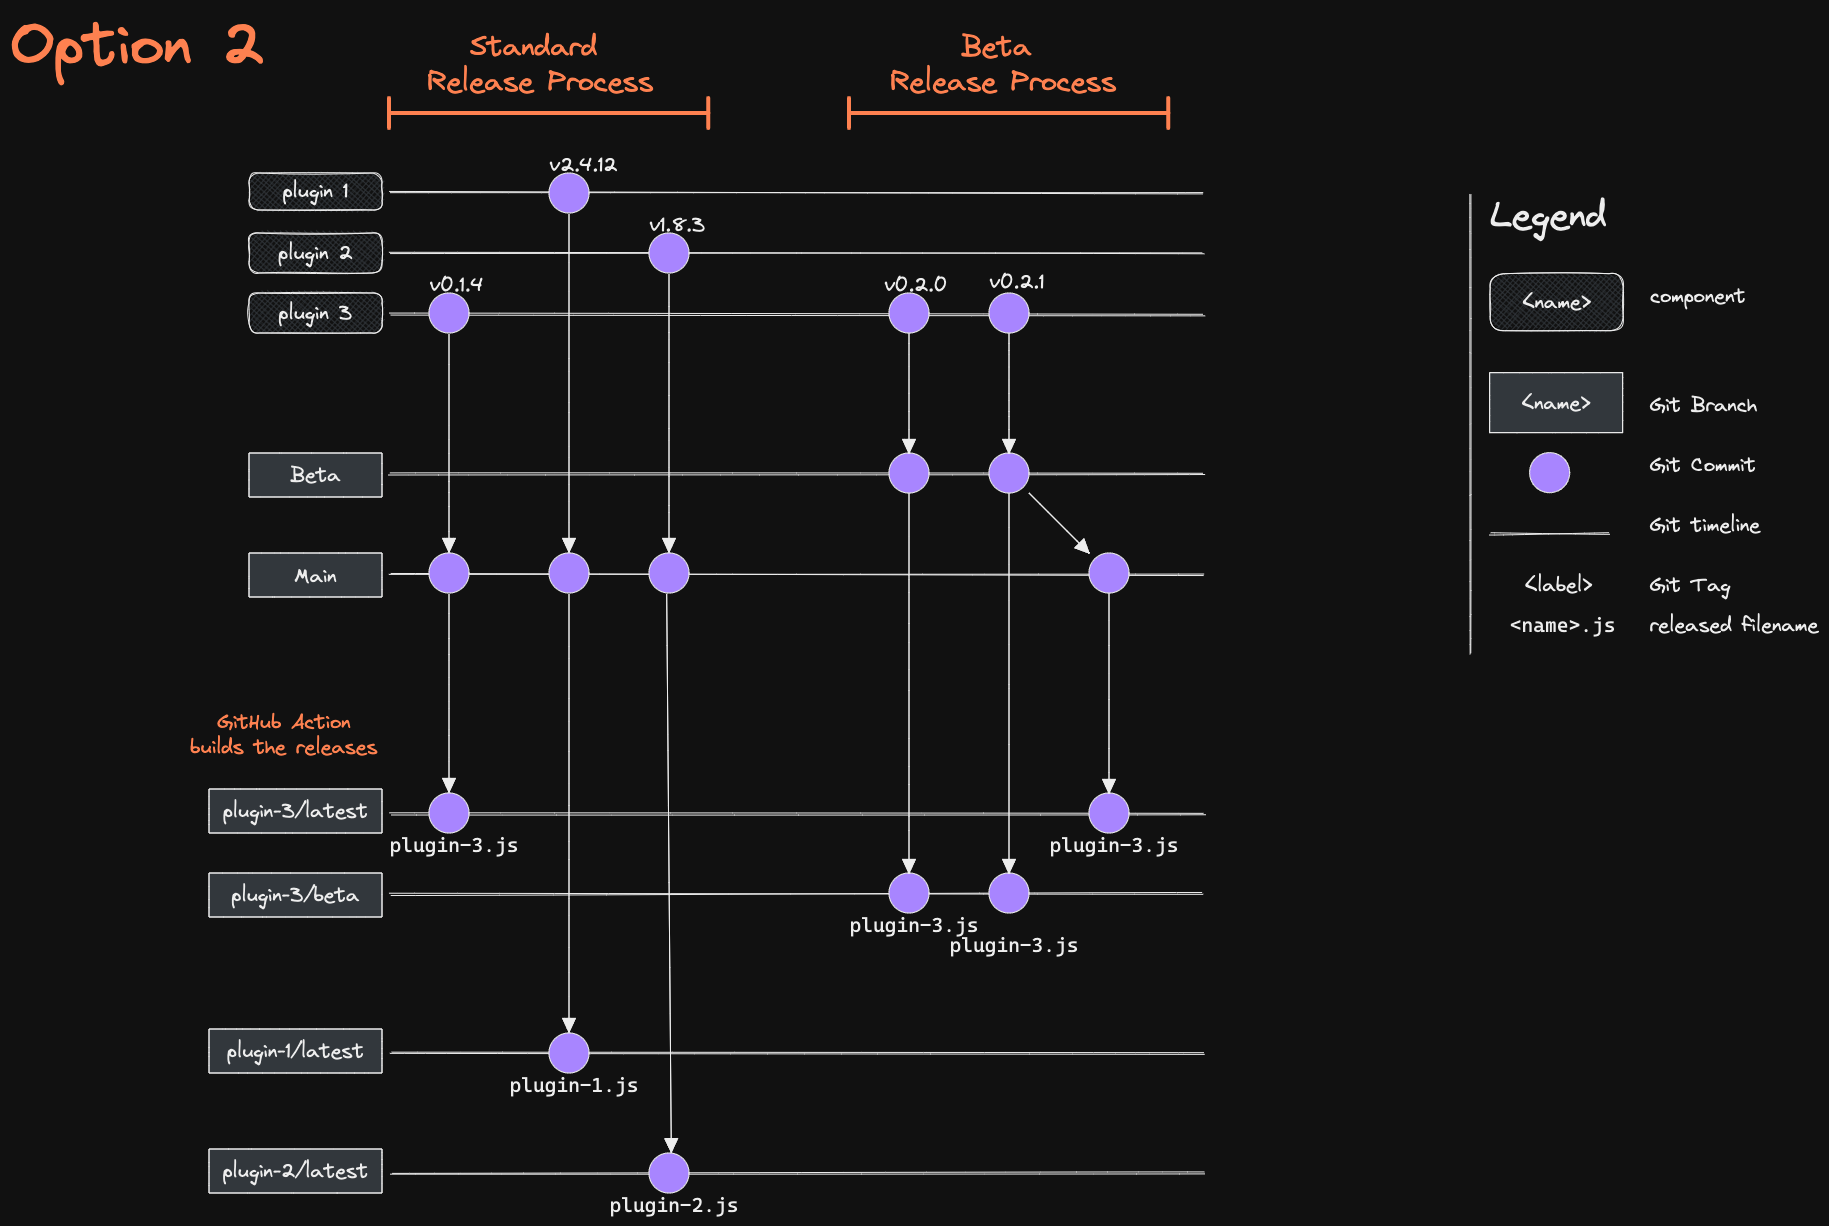 Option 2
Standard
Release Process
Beta
Release Process
v2.4.12
plugin 1
v1.8.3
plugin 2
v0.1.4
v0.2.0
v0.2.1
plugin 3
Beta
Main
GitHub Action
builds the releases
plugin-3/latest
plugin-3.js
plugin-3.js
plugin-3/beta
plugin-3.js
plugin-3.js
plugin-1/latest
plugin-1.js
plugin-2/latest
plugin-2.js
Legend
<name>
component
<name>
Git Branch
Git Commit
Git timeline
<label>
Git Tag
<name>.js
released filename